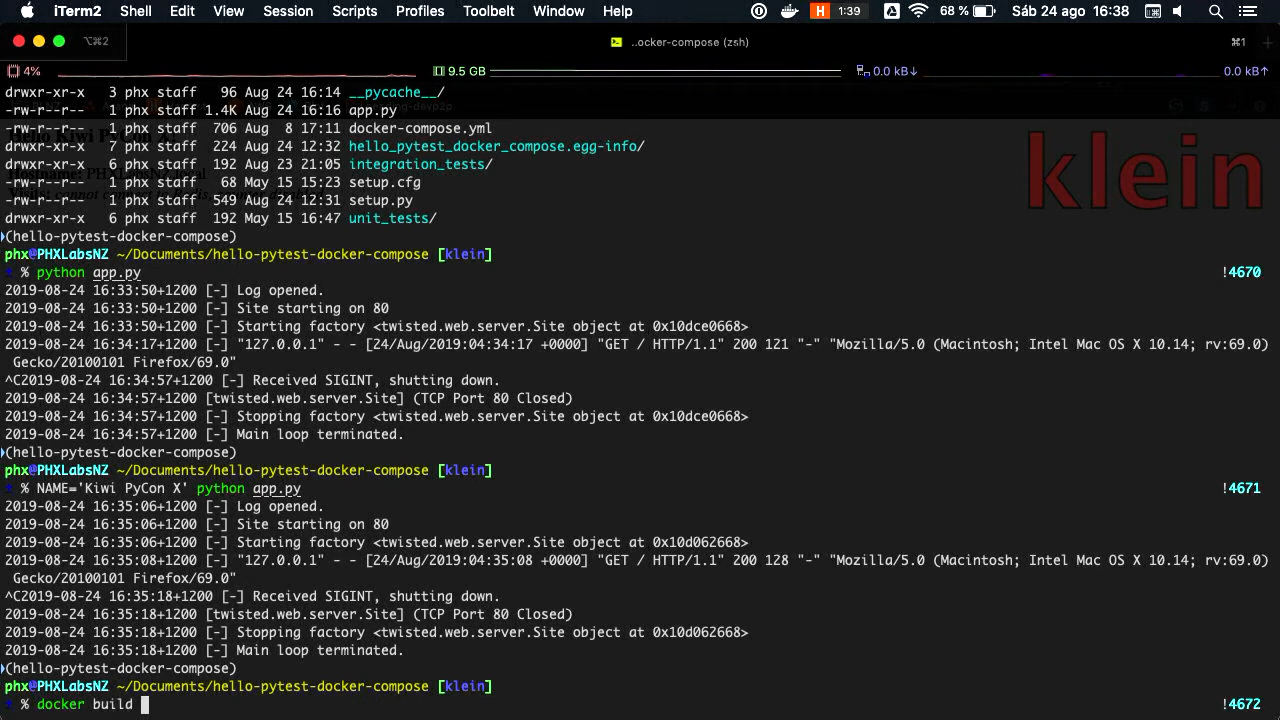 iTerm2 Shell Edit View Session Scripts Profiles Toolbelt Window Help H 1:39 68 % Sáb 24 ago 16:38
⌥⌘2 ..ocker-compose (zsh) ⌘1
4% 9.5 GB 0.0 kB↓ 0.0 kB↑
drwxr-xr-x 3 phx staff 96 Aug 24 16:14 __pycache__/
-rw-r--r-- 1 phx staff 1.4K Aug 24 16:16 app.py
-rw-r--r-- 1 phx staff 706 Aug 8 17:11 docker-compose.yml
drwxr-xr-x 7 phx staff 224 Aug 24 12:32 hello_pytest_docker_compose.egg-info/
drwxr-xr-x 6 phx staff 192 Aug 23 21:05 integration_tests/
-rw-r--r-- 1 phx staff 68 May 15 15:23 setup.cfg
-rw-r--r-- 1 phx staff 549 Aug 24 12:31 setup.py
drwxr-xr-x 6 phx staff 192 May 15 16:47 unit_tests/
klein
(hello-pytest-docker-compose)
phx@PHXLabsNZ ~/Documents/hello-pytest-docker-compose [klein]
% python app.py !4670
2019-08-24 16:33:50+1200 [-] Log opened.
2019-08-24 16:33:50+1200 [-] Site starting on 80
2019-08-24 16:33:50+1200 [-] Starting factory <twisted.web.server.Site object at 0x10dce0668>
2019-08-24 16:34:17+1200 [-] "127.0.0.1" - - [24/Aug/2019:04:34:17 +0000] "GET / HTTP/1.1" 200 121 "-" "Mozilla/5.0 (Macintosh; Intel Mac OS X 10.14; rv:69.0)
Gecko/20100101 Firefox/69.0"
^C2019-08-24 16:34:57+1200 [-] Received SIGINT, shutting down.
2019-08-24 16:34:57+1200 [twisted.web.server.Site] (TCP Port 80 Closed)
2019-08-24 16:34:57+1200 [-] Stopping factory <twisted.web.server.Site object at 0x10dce0668>
2019-08-24 16:34:57+1200 [-] Main loop terminated.
(hello-pytest-docker-compose)
phx@PHXLabsNZ ~/Documents/hello-pytest-docker-compose [klein]
% NAME='Kiwi PyCon X' python app.py !4671
2019-08-24 16:35:06+1200 [-] Log opened.
2019-08-24 16:35:06+1200 [-] Site starting on 80
2019-08-24 16:35:06+1200 [-] Starting factory <twisted.web.server.Site object at 0x10d062668>
2019-08-24 16:35:08+1200 [-] "127.0.0.1" - - [24/Aug/2019:04:35:08 +0000] "GET / HTTP/1.1" 200 128 "-" "Mozilla/5.0 (Macintosh; Intel Mac OS X 10.14; rv:69.0)
Gecko/20100101 Firefox/69.0"
^C2019-08-24 16:35:18+1200 [-] Received SIGINT, shutting down.
2019-08-24 16:35:18+1200 [twisted.web.server.Site] (TCP Port 80 Closed)
2019-08-24 16:35:18+1200 [-] Stopping factory <twisted.web.server.Site object at 0x10d062668>
2019-08-24 16:35:18+1200 [-] Main loop terminated.
(hello-pytest-docker-compose)
phx@PHXLabsNZ ~/Documents/hello-pytest-docker-compose [klein]
% docker build !4672